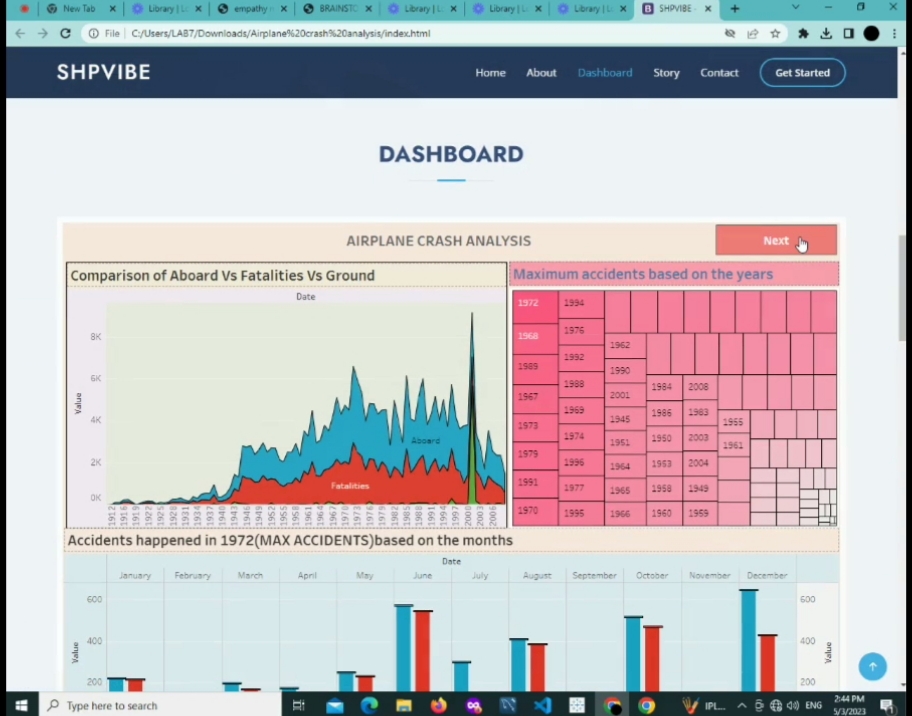 New Tab
Library | L
empathy
BRAINSTO
Library | L
Library | L
Library | L
SHPVIBE -
File C:/Users/LAB7/Downloads/Airplane%20crash%20analysis/index.html
SHPVIBE
Home About Dashboard Story Contact Get Started
DASHBOARD
AIRPLANE CRASH ANALYSIS
Next
Comparison of Aboard Vs Fatalities Vs Ground
Date
8K
6K
4K
2K
0K
Value
Aboard
Fatalities
1912 1916 1919 1922 1925 1928 1931 1934 1937 1940 1943 1946 1949 1952 1955 1958 1961 1964 1967 1970 1973 1976 1979 1982 1985 1988 1991 1994 1997 2000 2003 2006
Maximum accidents based on the years
1972
1968
1989
1967
1973
1979
1991
1970
1994
1976
1992
1988
1969
1974
1996
1977
1995
1962
1990
2001
1945
1951
1964
1965
1966
1984
1986
1950
1953
1958
1960
2008
1983
2003
2004
1949
1959
1955
1961
Accidents happened in 1972(MAX ACCIDENTS)based on the months
Date
January February March April May June July August September October November December
600 600
400 400
200 200
Value Value
Type here to search
IPL...
ENG
2:44 PM
5/3/2023